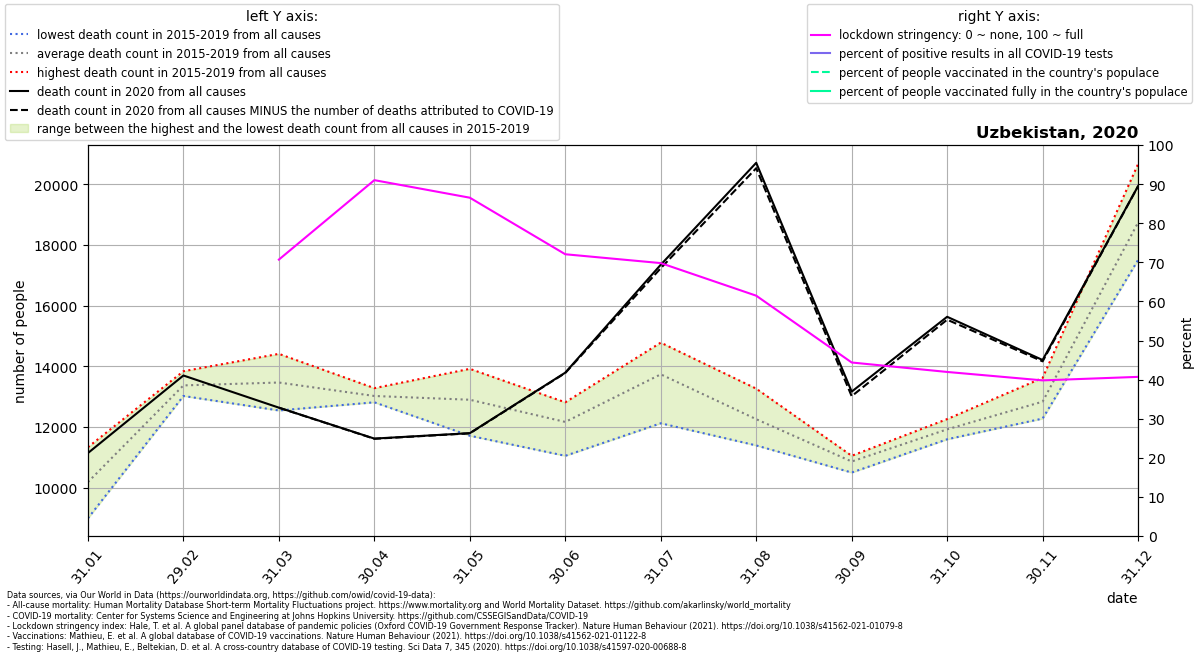 left Y axis:
lowest death count in 2015-2019 from all causes
average death count in 2015-2019 from all causes
highest death count in 2015-2019 from all causes
death count in 2020 from all causes
death count in 2020 from all causes MINUS the number of deaths attributed to COVID-19
range between the highest and the lowest death count from all causes in 2015-2019
right Y axis:
lockdown stringency: 0 ~ none, 100 ~ full
percent of positive results in all COVID-19 tests
percent of people vaccinated in the country's populace
percent of people vaccinated fully in the country's populace
Uzbekistan, 2020
number of people
20000
18000
16000
14000
12000
10000
100
90
80
70
60
50
40
30
20
10
0
percent
31.01
29.02
31.03
30.04
31.05
30.06
31.07
31.08
30.09
31.10
30.11
31.12
date
Data sources, via Our World in Data (https://ourworldindata.org, https://github.com/owid/covid-19-data):
- All-cause mortality: Human Mortality Database Short-term Mortality Fluctuations project. https://www.mortality.org and World Mortality Dataset. https://github.com/akarlinsky/world_mortality
- COVID-19 mortality: Center for Systems Science and Engineering at Johns Hopkins University. https://github.com/CSSEGISandData/COVID-19
- Lockdown stringency index: Hale, T. et al. A global panel database of pandemic policies (Oxford COVID-19 Government Response Tracker). Nature Human Behaviour (2021). https://doi.org/10.1038/s41562-021-01079-8
- Vaccinations: Mathieu, E. et al. A global database of COVID-19 vaccinations. Nature Human Behaviour (2021). https://doi.org/10.1038/s41562-021-01122-8
- Testing: Hasell, J., Mathieu, E., Beltekian, D. et al. A cross-country database of COVID-19 testing. Sci Data 7, 345 (2020). https://doi.org/10.1038/s41597-020-00688-8